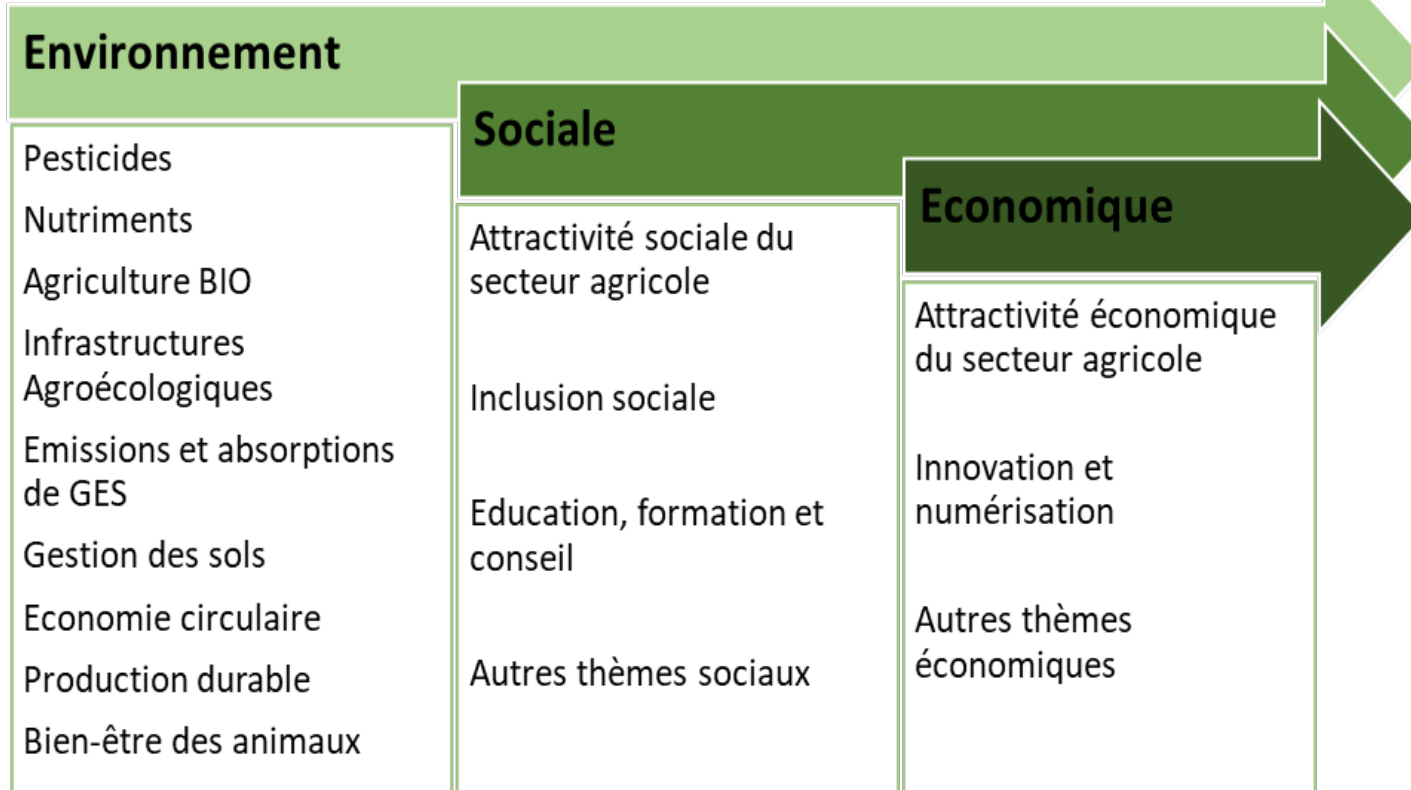 Environnement
Pesticides
Nutriments
Agriculture BIO
Infrastructures
Agroécologiques
Emissions et absorptions
de GES
Gestion des sols
Economie circulaire
Production durable
Bien-être des animaux
Sociale
Attractivité sociale du
secteur agricole
Inclusion sociale
Education, formation et
conseil
Autres thèmes sociaux
Economique
Attractivité économique
du secteur agricole
Innovation et
numérisation
Autres thèmes
économiques